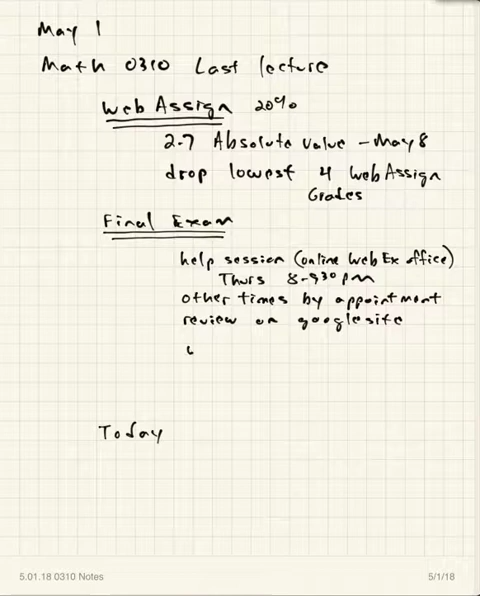 May 1
Math 0310 Last lecture
Web Assign 20%
2.7 Absolute Value - May 8
drop lowest 4 WebAssign
Grades
Final Exam
help session (online WebEx office)
Thurs 8-930 pm
other times by appointment
review on googlesite
Today
5.01.18 0310 Notes
5/1/18